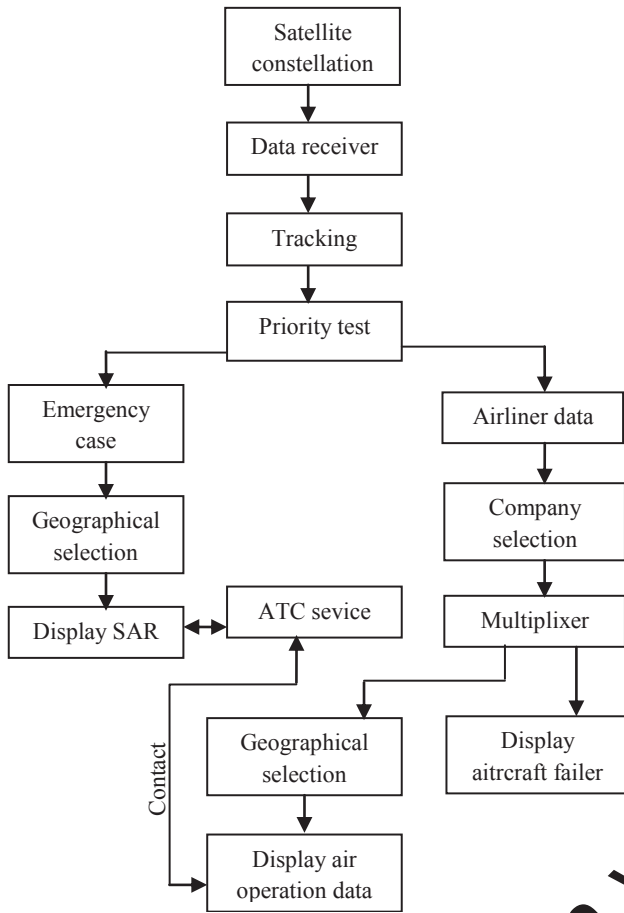 Satellite
constellation
Data receiver
Tracking
Priority test
Emergency
case
Airliner data
Geographical
selection
Company
selection
Display SAR
ATC sevice
Multiplixer
Contact
Geographical
selection
Display
aitrcraft failer
Display air
operation data